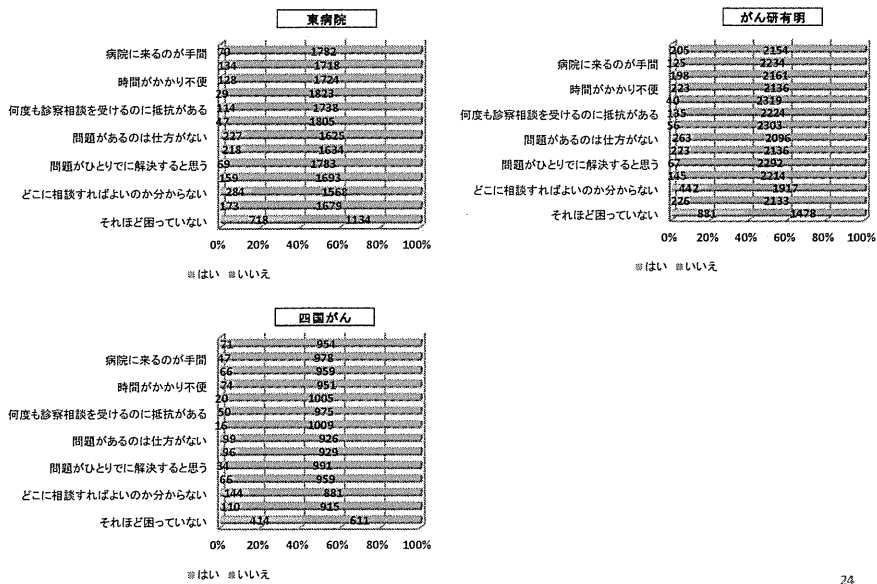 東病院
病院に来るのが手間
時間がかかり不便
何度も診察相談を受けるのに抵抗がある
問題があるのは仕方がない
問題がひとりでに解決すると思う
どこに相談すればよいのか分からない
それほど困っていない
70 1782
134 1718
128 1724
29 1823
114 1738
47 1805
227 1625
218 1634
69 1783
159 1693
284 1568
173 1679
718 1134
0% 20% 40% 60% 80% 100%
はい いいえ
がん研有明
病院に来るのが手間
時間がかかり不便
何度も診察相談を受けるのに抵抗がある
問題があるのは仕方がない
問題がひとりでに解決すると思う
どこに相談すればよいのか分からない
それほど困っていない
205 2154
125 2234
198 2161
223 2136
40 2319
135 2224
56 2303
263 2096
223 2136
67 2292
145 2214
442 1917
226 2133
881 1478
0% 20% 40% 60% 80% 100%
はい いいえ
四国がん
病院に来るのが手間
時間がかかり不便
何度も診察相談を受けるのに抵抗がある
問題があるのは仕方がない
問題がひとりでに解決すると思う
どこに相談すればよいのか分からない
それほど困っていない
71 954
47 978
66 959
74 951
20 1005
50 975
16 1009
99 926
96 929
34 991
66 959
144 881
110 915
414 611
0% 20% 40% 60% 80% 100%
はい いいえ
24